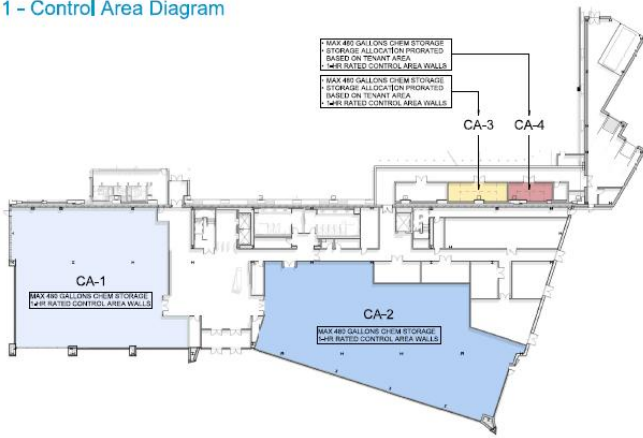 1 - Control Area Diagram
• MAX 480 GALLONS CHEM STORAGE
• STORAGE ALLOCATION PRORATED
BASED ON TENANT AREA
• 1-HR RATED CONTROL AREA WALLS
• MAX 480 GALLONS CHEM STORAGE
• STORAGE ALLOCATION PRORATED
BASED ON TENANT AREA
• 1-HR RATED CONTROL AREA WALLS
CA-3
CA-4
CA-1
MAX 480 GALLONS CHEM STORAGE
1-HR RATED CONTROL AREA WALLS
CA-2
MAX 480 GALLONS CHEM STORAGE
1-HR RATED CONTROL AREA WALLS